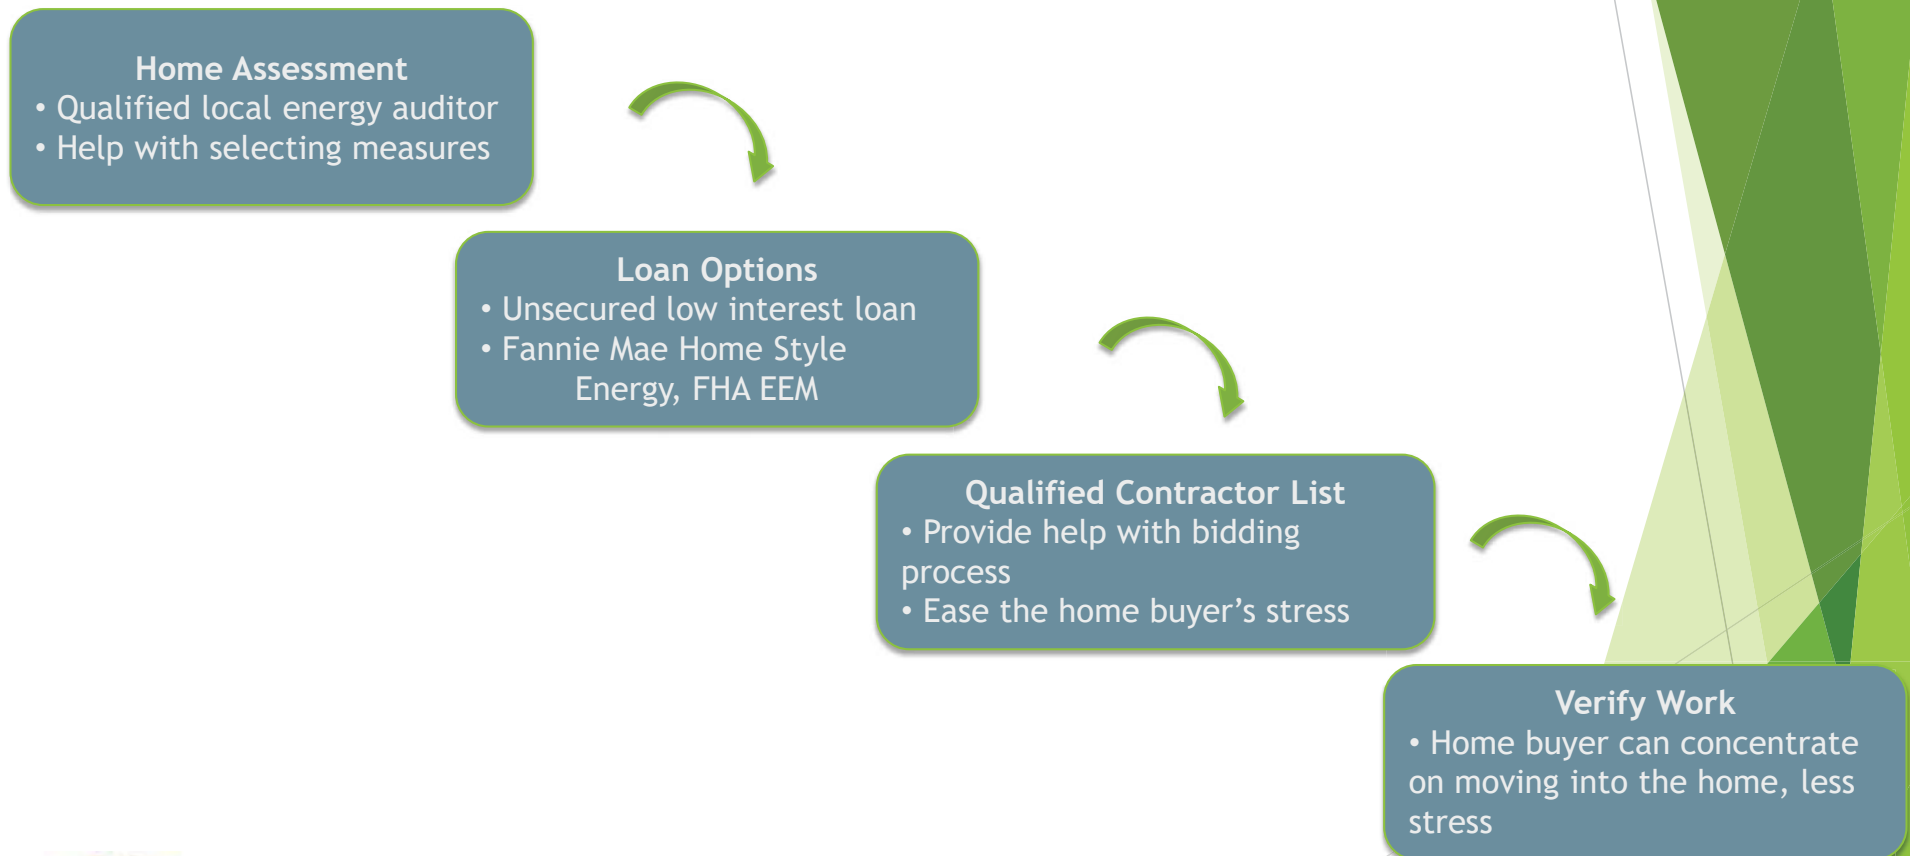 Home Assessment
• Qualified local energy auditor
• Help with selecting measures
Loan Options
• Unsecured low interest loan
• Fannie Mae Home Style
Energy, FHA EEM
Qualified Contractor List
• Provide help with bidding
process
• Ease the home buyer’s stress
Verify Work
• Home buyer can concentrate
on moving into the home, less
stress